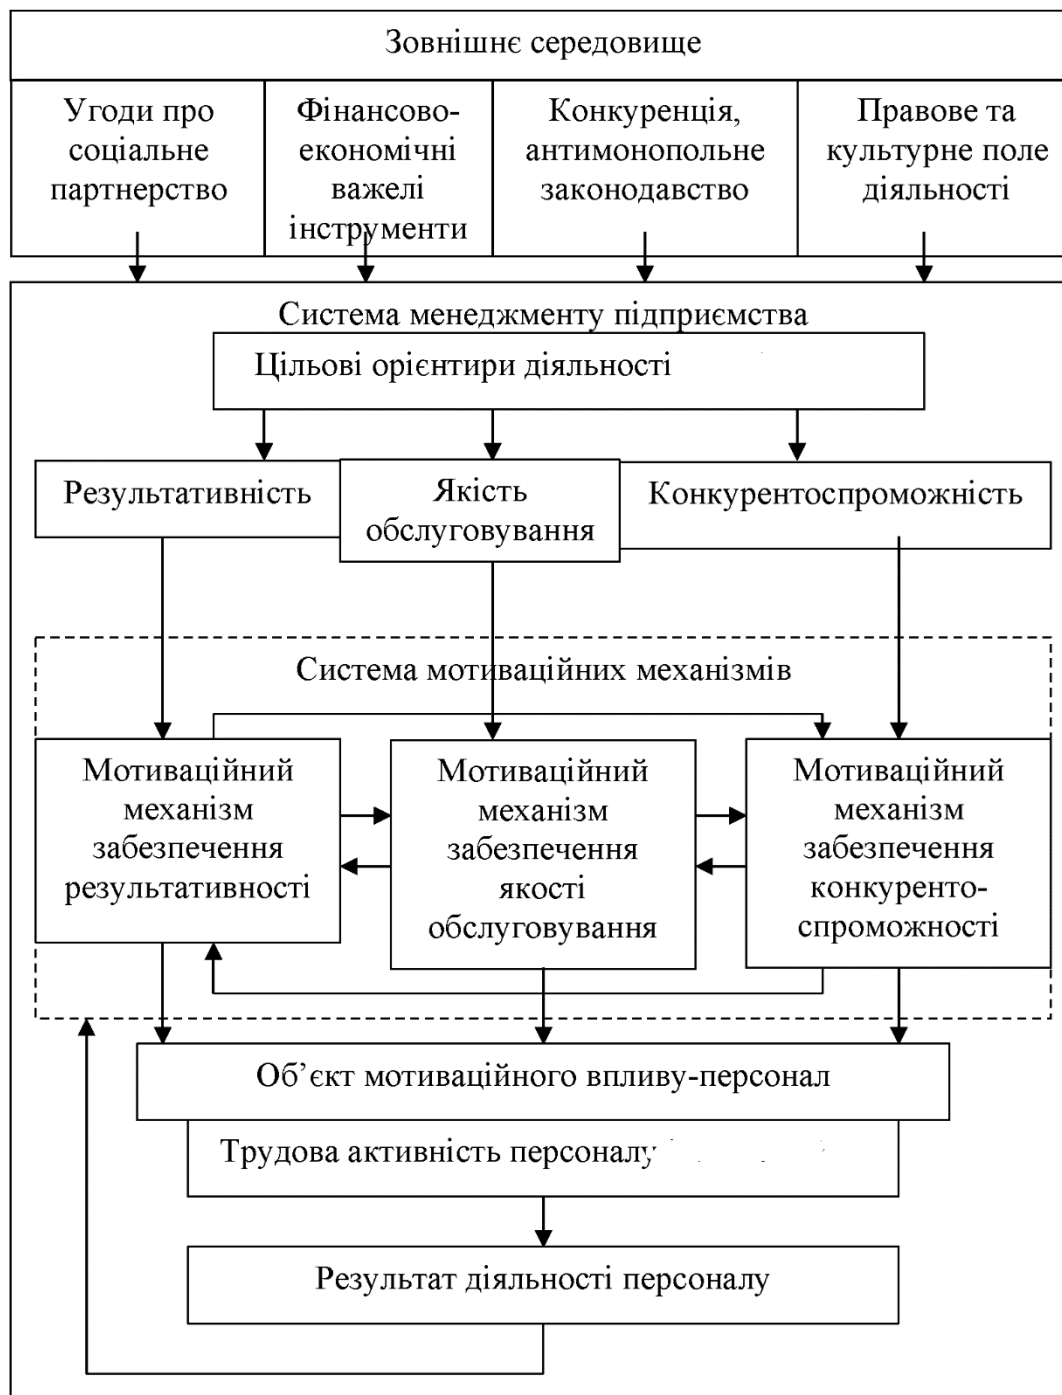 Зовнішнє середовище
Угоди про
соціальне
партнерство
Фінансово-
економічні
важелі
інструменти
Конкуренція,
антимонопольне
законодавство
Правове та
культурне поле
діяльності
Система менеджменту підприємства
Цільові орієнтири діяльності
Результативність
Якість
обслуговування
Конкурентоспроможність
Система мотиваційних механізмів
Мотиваційний
механізм
забезпечення
результативності
Мотиваційний
механізм
забезпечення
якості
обслуговування
Мотиваційний
механізм
забезпечення
конкуренто-
спроможності
Об’єкт мотиваційного впливу-персонал
Трудова активність персоналу
Результат діяльності персоналу